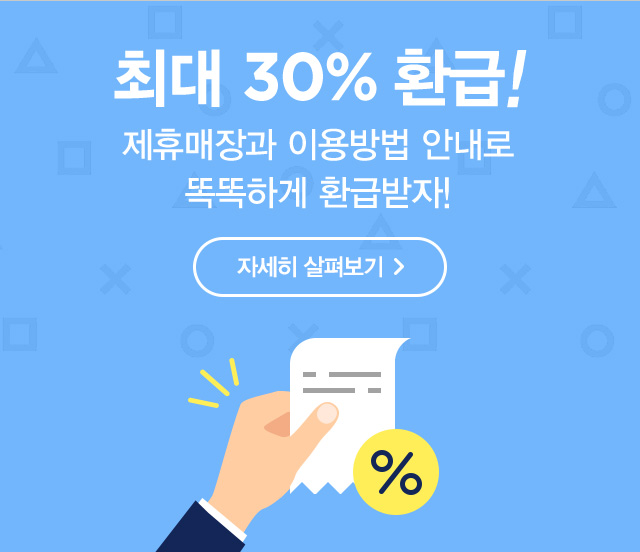 최대 30% 환급!
제휴매장과 이용방법 안내로
똑똑하게 환급받자!
자세히 살펴보기 >
%